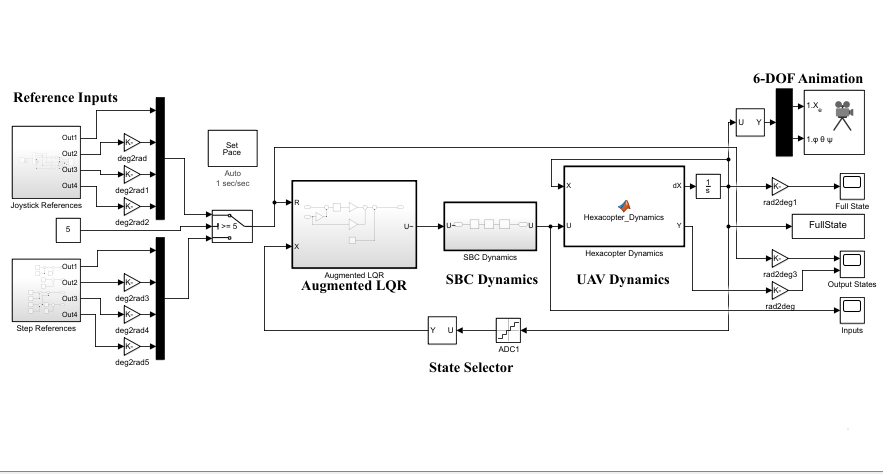 6-DOF Animation
Reference Inputs
Out1
Out2
Out3
Out4
Joystick References
K-
deg2rad
K-
deg2rad1
K-
deg2rad2
Set
Pace
Auto
1 sec/sec
5
>= 5
Out1
Out2
Out3
Out4
Step References
K-
deg2rad3
K-
deg2rad4
K-
deg2rad5
R
X
U~
Augmented LQR
Augmented LQR
U~
U
SBC Dynamics
SBC Dynamics
X
U
dX
Y
Hexacopter_Dynamics
Hexacopter Dynamics
UAV Dynamics
1
s
U
Y
1.Xe
1.φ θ ψ
K-
rad2deg1
Full State
FullState
K-
rad2deg3
K-
rad2deg
Output States
Inputs
Y
U
ADC1
State Selector